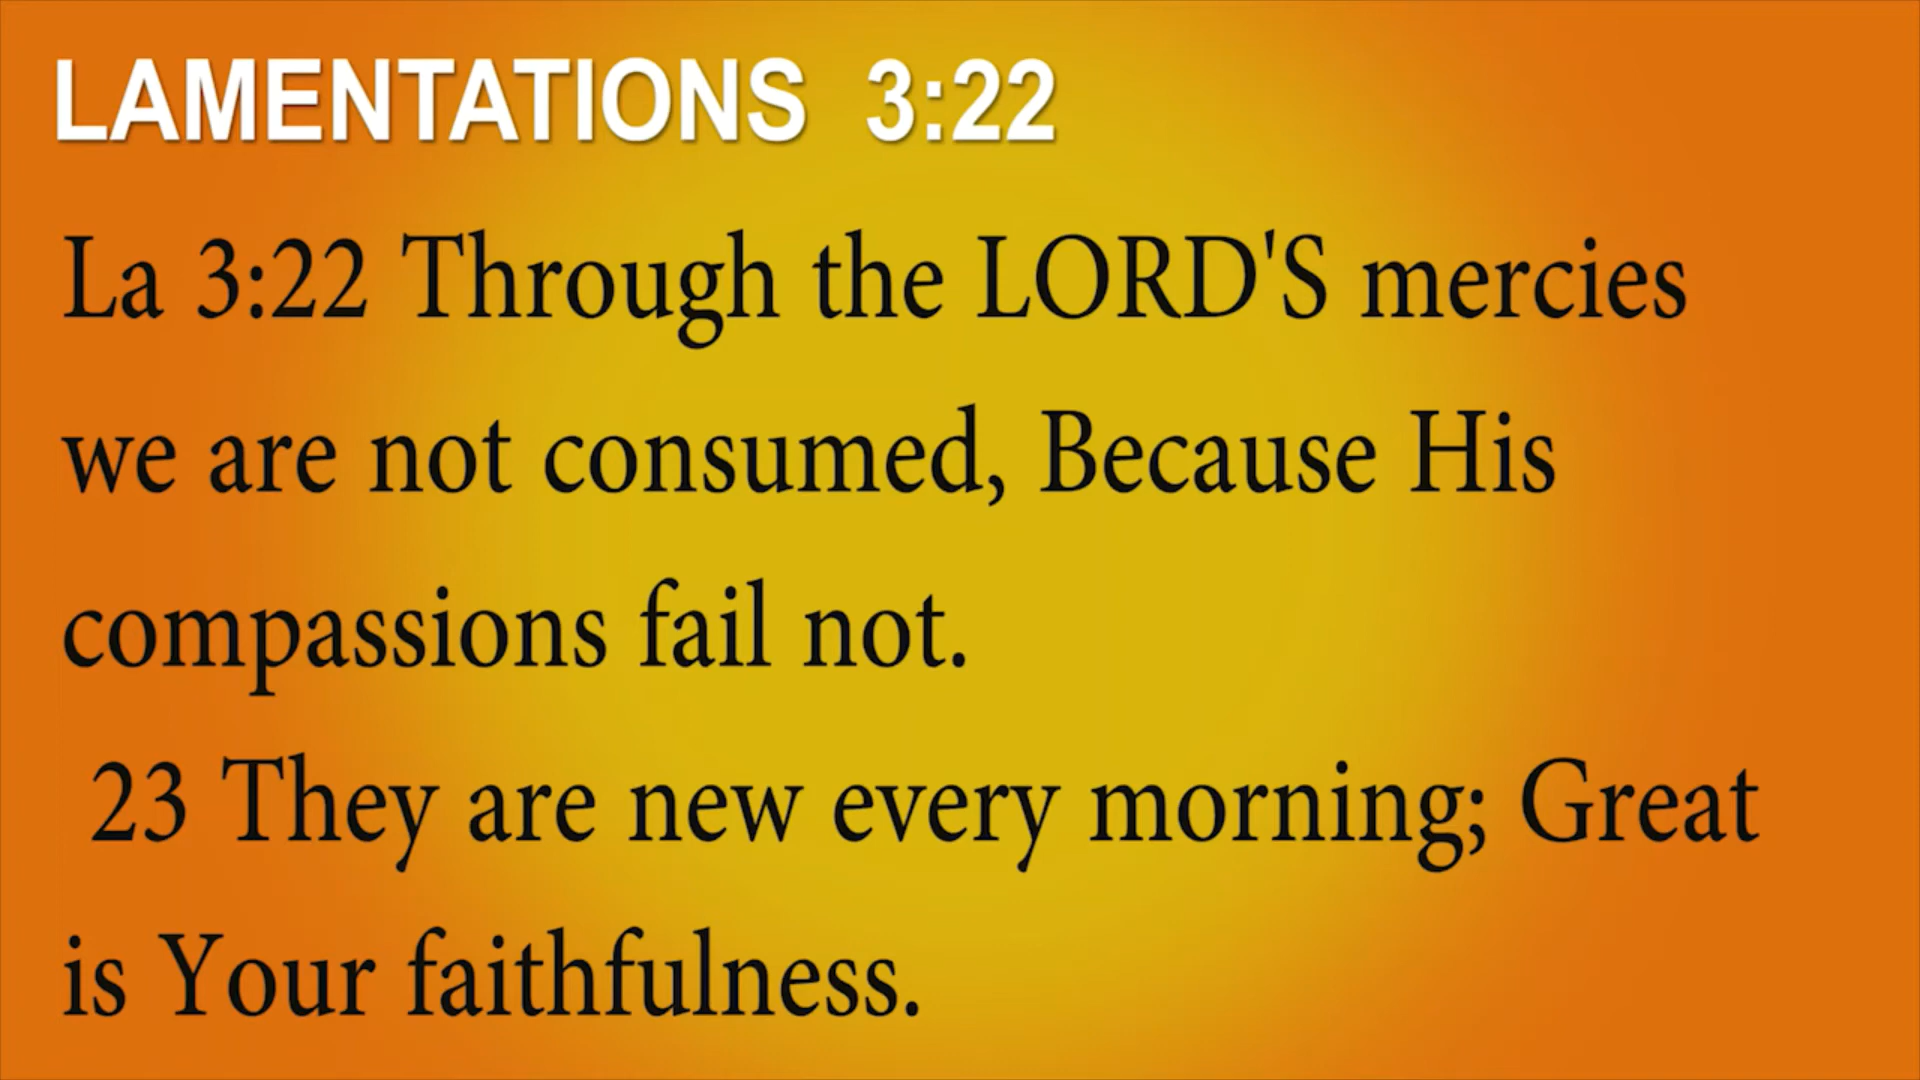 LAMENTATIONS 3:22
La 3:22 Through the LORD'S mercies
we are not consumed, Because His
compassions fail not.
23 They are new every morning; Great
is Your faithfulness.